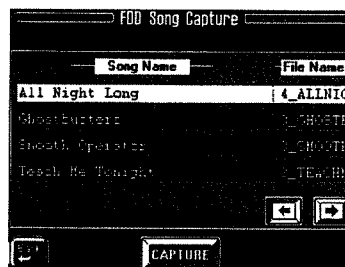 FDD Song Capture
Song Name File Name
All Night Long 4_ALLNIG
Ghostbusters
Smooth Operator
Teach Me Tonight
CAPTURE